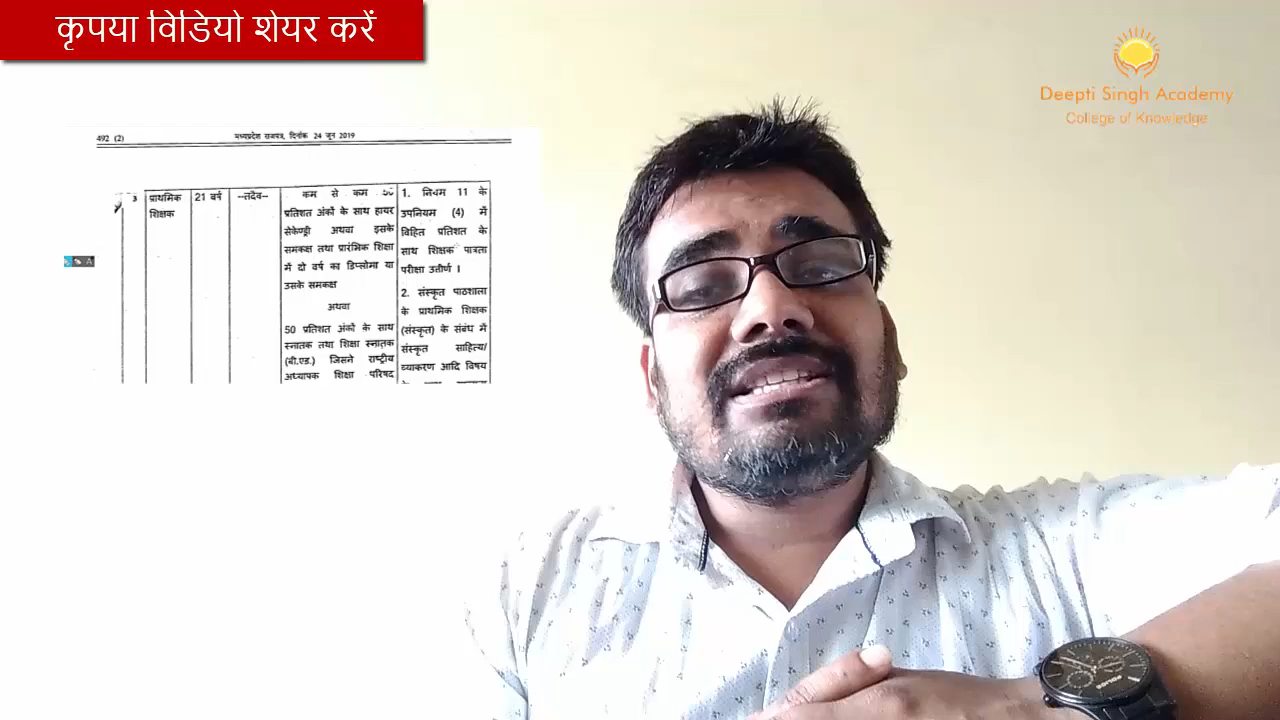 कृपया विडियो शेयर करें
Deepti Singh Academy
College of Knowledge
492 (2)
मध्यप्रदेश राजपत्र, दिनांक 24 जून 2019
3
प्राथमिक
शिक्षक
21 वर्ष
--तदैव--
कम से कम 50
प्रतिशत अंकों के साथ हायर
सेकेण्ड्री अथवा इसके
समकक्ष तथा प्रारंभिक शिक्षा
में दो वर्ष का डिप्लोमा या
उसके समकक्ष
अथवा
50 प्रतिशत अंकों के साथ
स्नातक तथा शिक्षा स्नातक
(बी.एड.) जिसने राष्ट्रीय
अध्यापक शिक्षा परिषद
1. नियम 11 के
उपनियम (4) में
विहित प्रतिशत के
साथ शिक्षक पात्रता
परीक्षा उत्तीर्ण ।
2. संस्कृत पाठशाला
के प्राथमिक शिक्षक
(संस्कृत) के संबंध में
संस्कृत साहित्य/
व्याकरण आदि विषय